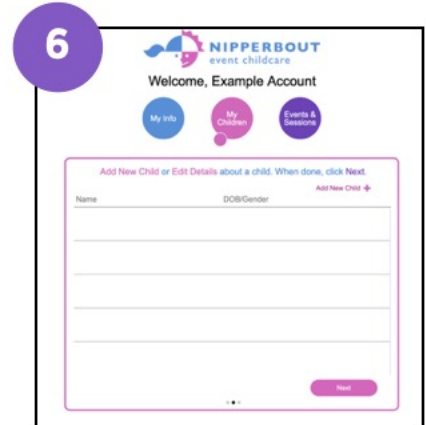 6
NIPPERBOUT
event childcare
Welcome, Example Account
My Info
My
Children
Events &
Sessions
Add New Child or Edit Details about a child. When done, click Next.
Add New Child +
Name DOB/Gender
Next